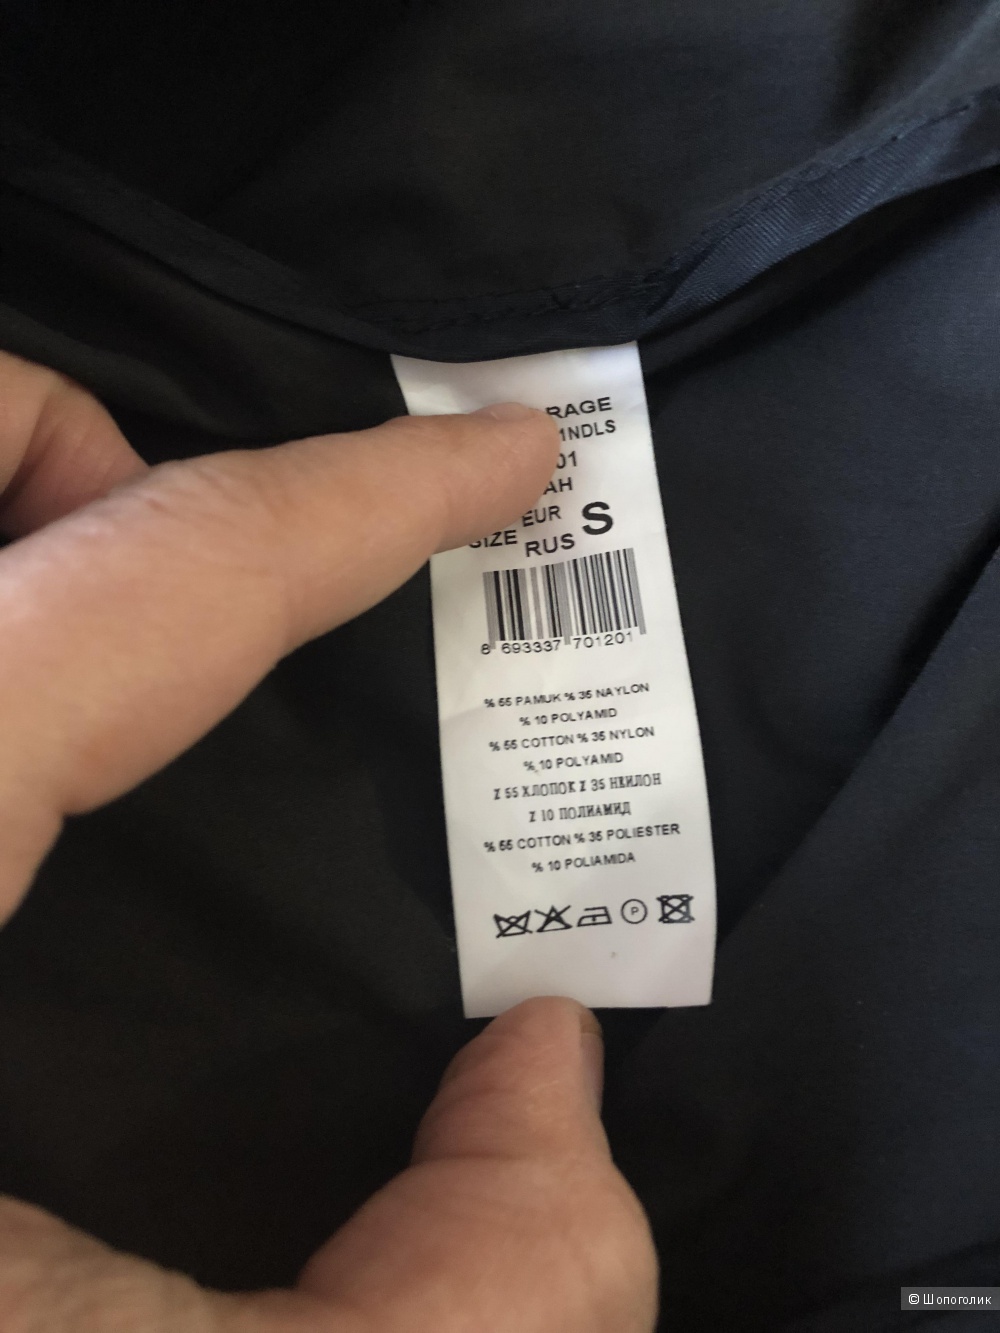 RAGE
1NDLS
01
AH
SIZE EUR S
RUS
8 693337 701201
% 55 PAMUK % 35 NAYLON
% 10 POLYAMID
% 55 COTTON % 35 NYLON
% 10 POLYAMID
Z 55 ХЛОПОК Z 35 НЕИЛОН
Z 10 ПОЛИАМИД
% 55 COTTON % 35 POLIESTER
% 10 POLIAMIDA
P
© Шопоголик